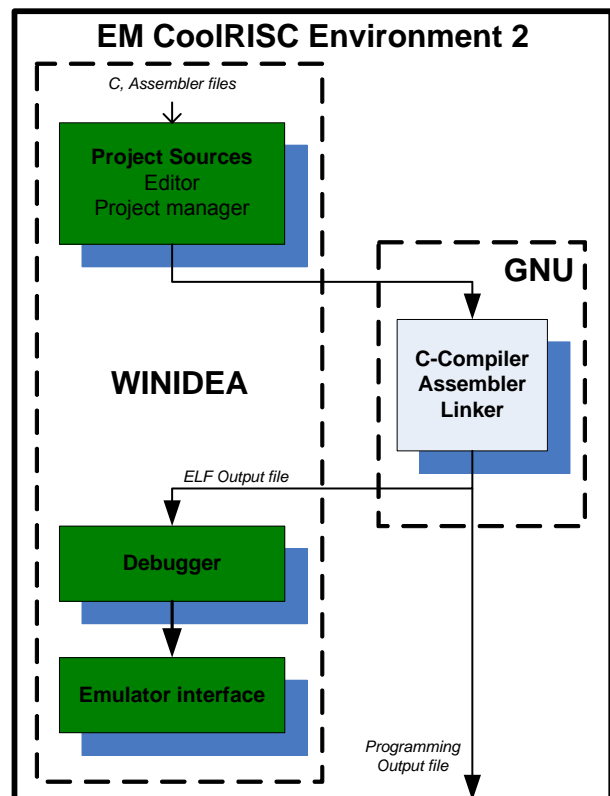 EM CoolRISC Environment 2
C, Assembler files
Project Sources
Editor
Project manager
GNU
C-Compiler
Assembler
Linker
WINIDEA
ELF Output file
Debugger
Emulator interface
Programming
Output file